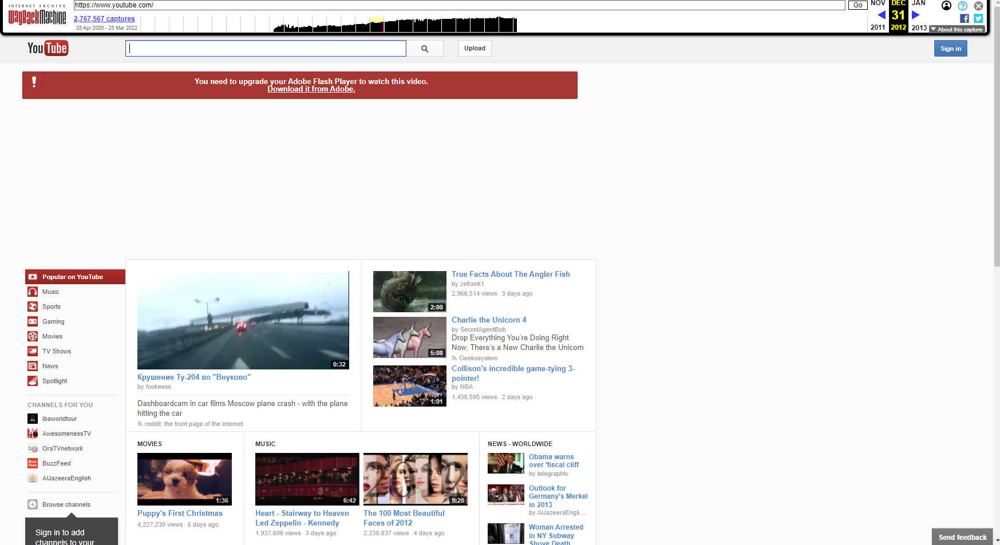 INTERNET ARCHIVE
WayBackMachine
https://www.youtube.com/
Go
NOV
DEC
JAN
2,767,567 captures
31
28 Apr 2005 - 25 Mar 2022
2011
2012
2013
About this capture
YouTube
Upload
Sign in
You need to upgrade your Adobe Flash Player to watch this video.
Download it from Adobe.
Popular on YouTube
Music
Sports
Gaming
Movies
TV Shows
News
Spotlight
CHANNELS FOR YOU
ibaworldtour
AwesomenessTV
OraTVnetwork
BuzzFeed
AlJazeeraEnglish
Browse channels
Sign in to add
channels to your
0:32
Крушение Ту-204 во "Внуково"
by fookeess
Dashboardcam in car films Moscow plane crash - with the plane
hitting the car
reddit: the front page of the internet
2:00
True Facts About The Angler Fish
by zefrank1
2,966,514 views 3 days ago
5:08
Charlie the Unicorn 4
by SecretAgentBob
Drop Everything You’re Doing Right
Now, There’s a New Charlie the Unicorn
Geekosystem
1:01
Collison's incredible game-tying 3-
pointer!
by NBA
1,438,595 views 2 days ago
MOVIES
1:36
Puppy's First Christmas
4,227,230 views 6 days ago
MUSIC
6:42
Heart - Stairway to Heaven
Led Zeppelin - Kennedy
1,937,606 views 3 days ago
2012
9:28
The 100 Most Beautiful
Faces of 2012
2,230,837 views 4 days ago
NEWS - WORLDWIDE
Obama warns
over 'fiscal cliff
by telegraphtv
Outlook for
Germany's Merkel
in 2013
by AlJazeeraEngli...
Woman Arrested
in NY Subway
Shove Death
Send feedback